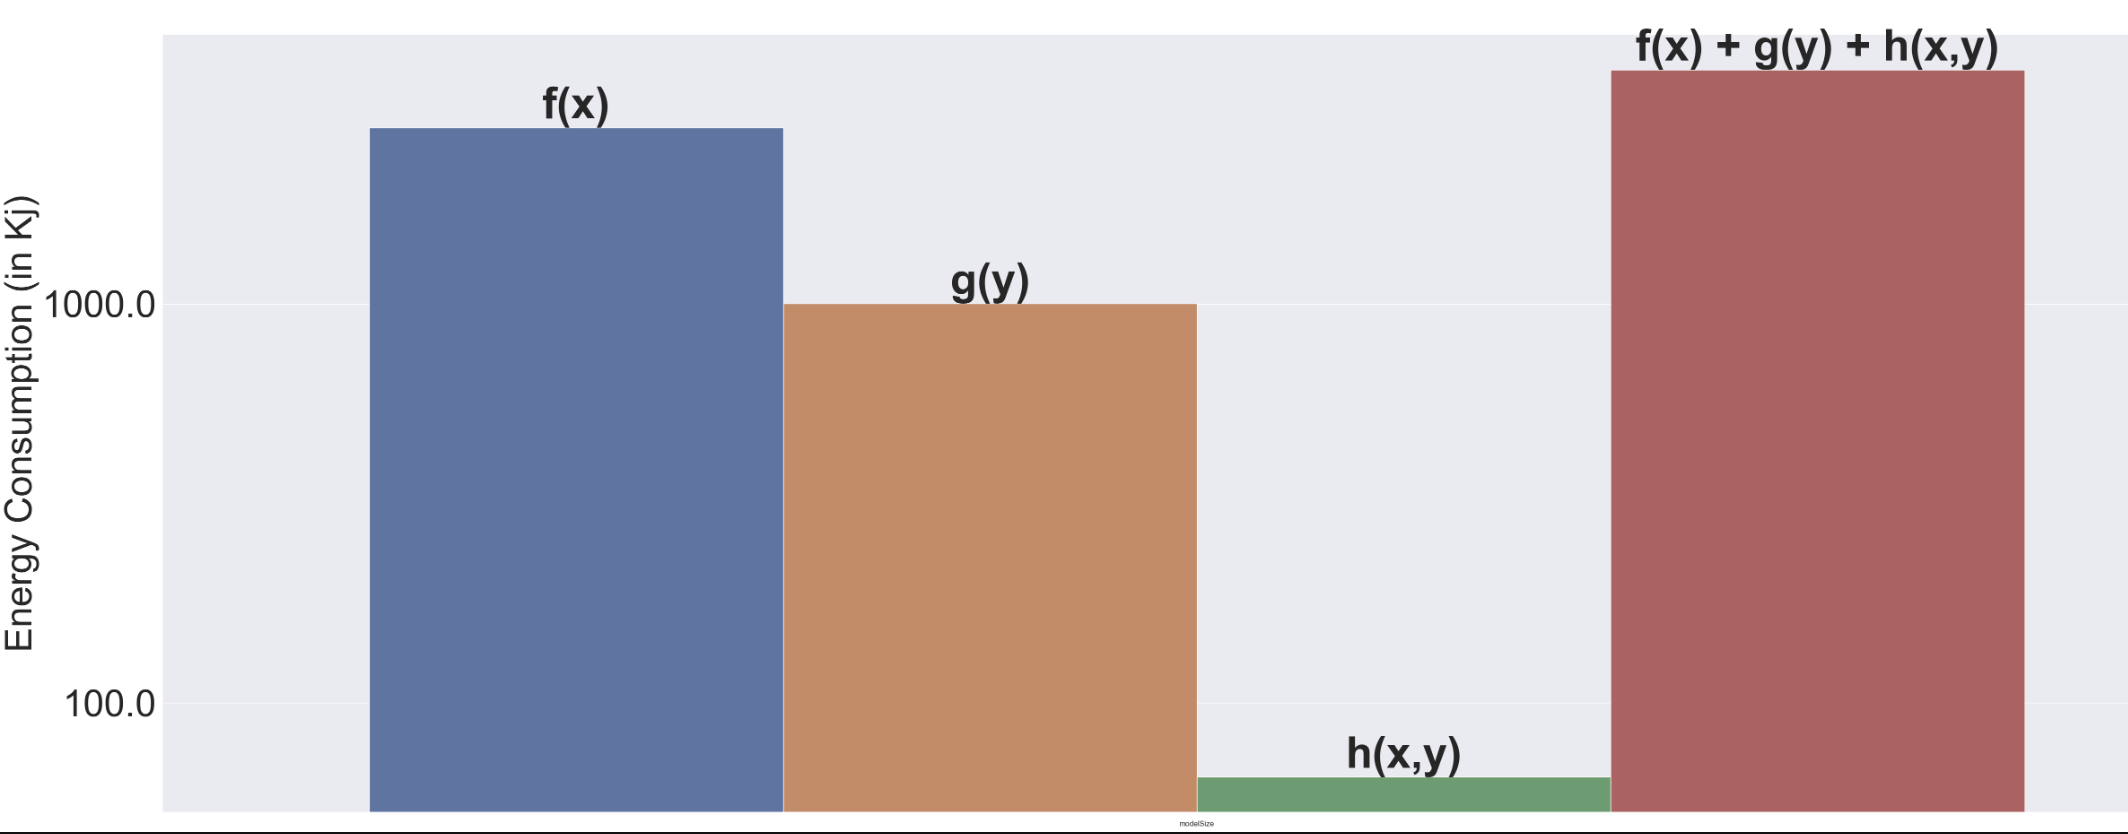 f(x) + g(y) + h(x,y)
f(x)
g(y)
h(x,y)
Energy Consumption (in Kj)
1000.0
100.0
modelSize